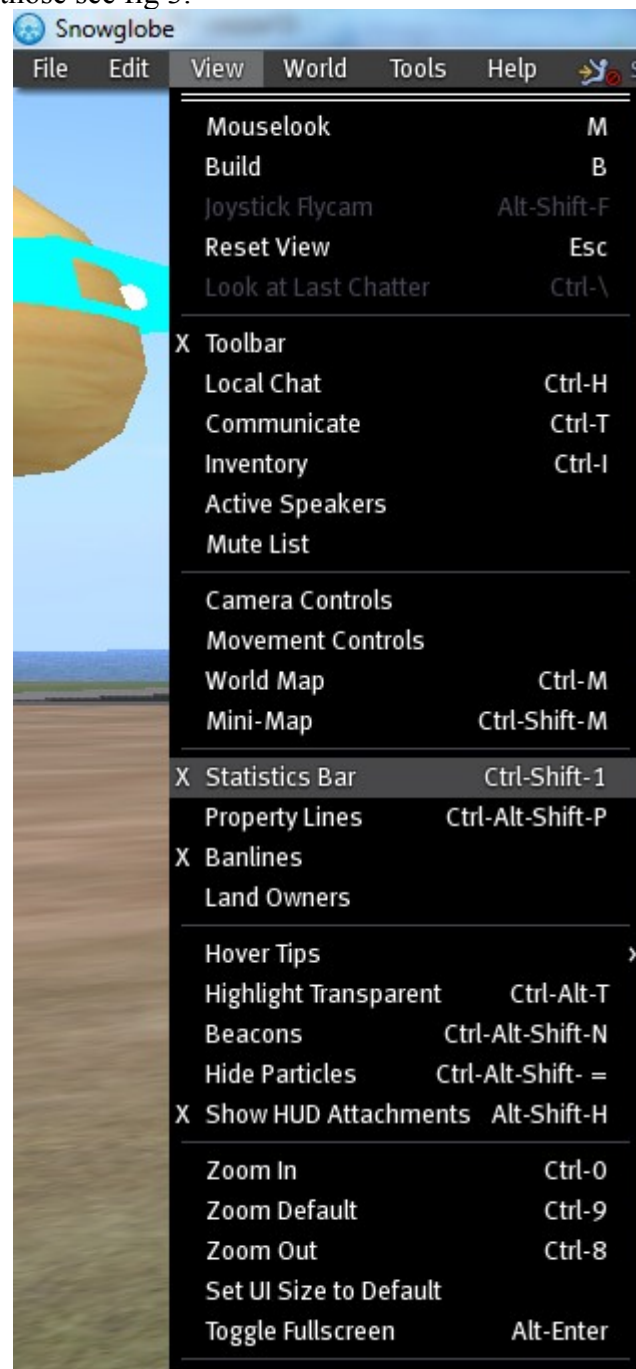 those see fig 3.
Snowglobe
File Edit View World Tools Help
Mouselook M
Build B
Joystick Flycam Alt-Shift-F
Reset View Esc
Look at Last Chatter Ctrl-\
X Toolbar
Local Chat Ctrl-H
Communicate Ctrl-T
Inventory Ctrl-I
Active Speakers
Mute List
Camera Controls
Movement Controls
World Map Ctrl-M
Mini-Map Ctrl-Shift-M
X Statistics Bar Ctrl-Shift-1
Property Lines Ctrl-Alt-Shift-P
X Banlines
Land Owners
Hover Tips
Highlight Transparent Ctrl-Alt-T
Beacons Ctrl-Alt-Shift-N
Hide Particles Ctrl-Alt-Shift- =
X Show HUD Attachments Alt-Shift-H
Zoom In Ctrl-0
Zoom Default Ctrl-9
Zoom Out Ctrl-8
Set UI Size to Default
Toggle Fullscreen Alt-Enter